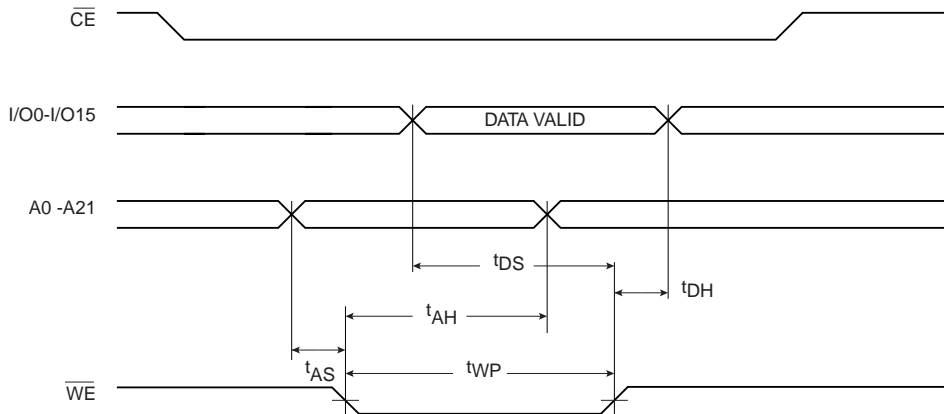 CE
I/O0-I/O15
DATA VALID
A0 -A21
tDS
tDH
tAH
tAS
tWP
WE